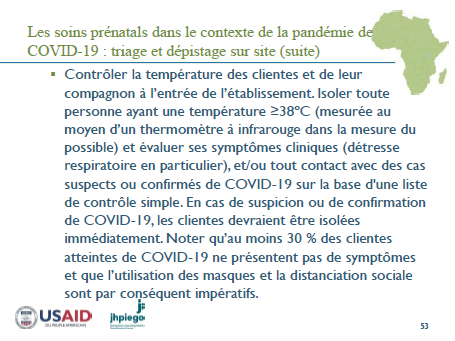 Les soins prénatals dans le contexte de la pandémie de
COVID-19 : triage et dépistage sur site (suite)
▪ Contrôler la température des clientes et de leur
compagnon à l'entrée de l'établissement. Isoler toute
personne ayant une température ≥38°C (mesurée au
moyen d'un thermomètre à infrarouge dans la mesure du
possible) et évaluer ses symptômes cliniques (détresse
respiratoire en particulier), et/ou tout contact avec des cas
suspects ou confirmés de COVID-19 sur la base d'une liste
de contrôle simple. En cas de suspicion ou de confirmation
de COVID-19, les clientes devraient être isolées
immédiatement. Noter qu'au moins 30 % des clientes
atteintes de COVID-19 ne présentent pas de symptômes
et que l'utilisation des masques et la distanciation sociale
sont par conséquent impératifs.
USAID
jhpiego
53